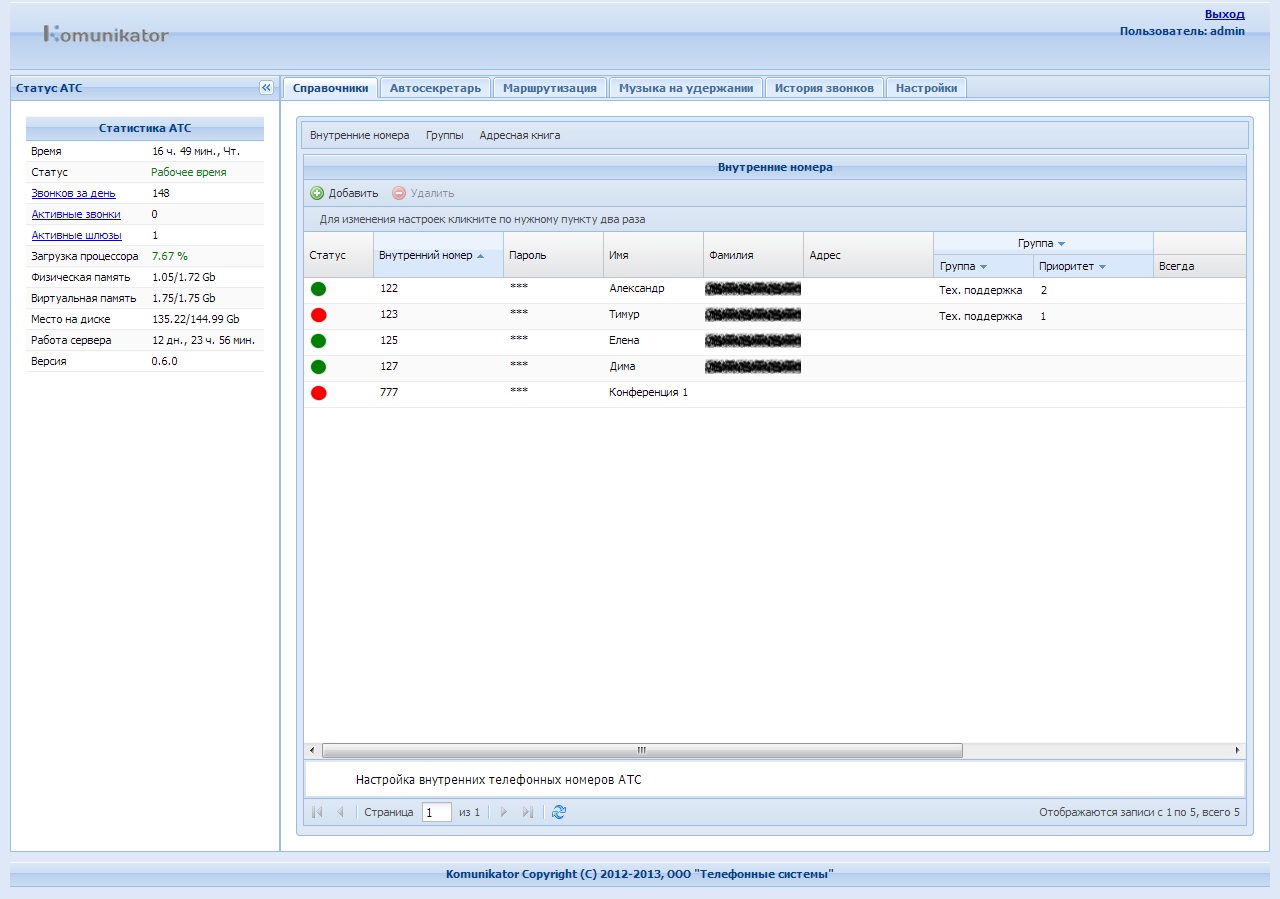 Komunikator
Выход
Пользователь: admin
Статус АТС
Справочники Автосекретарь Маршрутизация Музыка на удержании История звонков Настройки
Статистика АТС
Время 16 ч. 49 мин., Чт.
Статус Рабочее время
Звонков за день 148
Активные звонки 0
Активные шлюзы 1
Загрузка процессора 7.67 %
Физическая память 1.05/1.72 Gb
Виртуальная память 1.75/1.75 Gb
Место на диске 135.22/144.99 Gb
Работа сервера 12 дн., 23 ч. 56 мин.
Версия 0.6.0
Внутренние номера Группы Адресная книга
Внутренние номера
Добавить Удалить
Для изменения настроек кликните по нужному пункту два раза
Группа
Статус Внутренний номер Пароль Имя Фамилия Адрес Группа Приоритет Всегда
122 *** Александр Тех. поддержка 2
123 *** Тимур Тех. поддержка 1
125 *** Елена
127 *** Дима
777 *** Конференция 1
Настройка внутренних телефонных номеров АТС
Страница 1 из 1 Отображаются записи с 1 по 5, всего 5
Komunikator Copyright (C) 2012-2013, ООО "Телефонные системы"